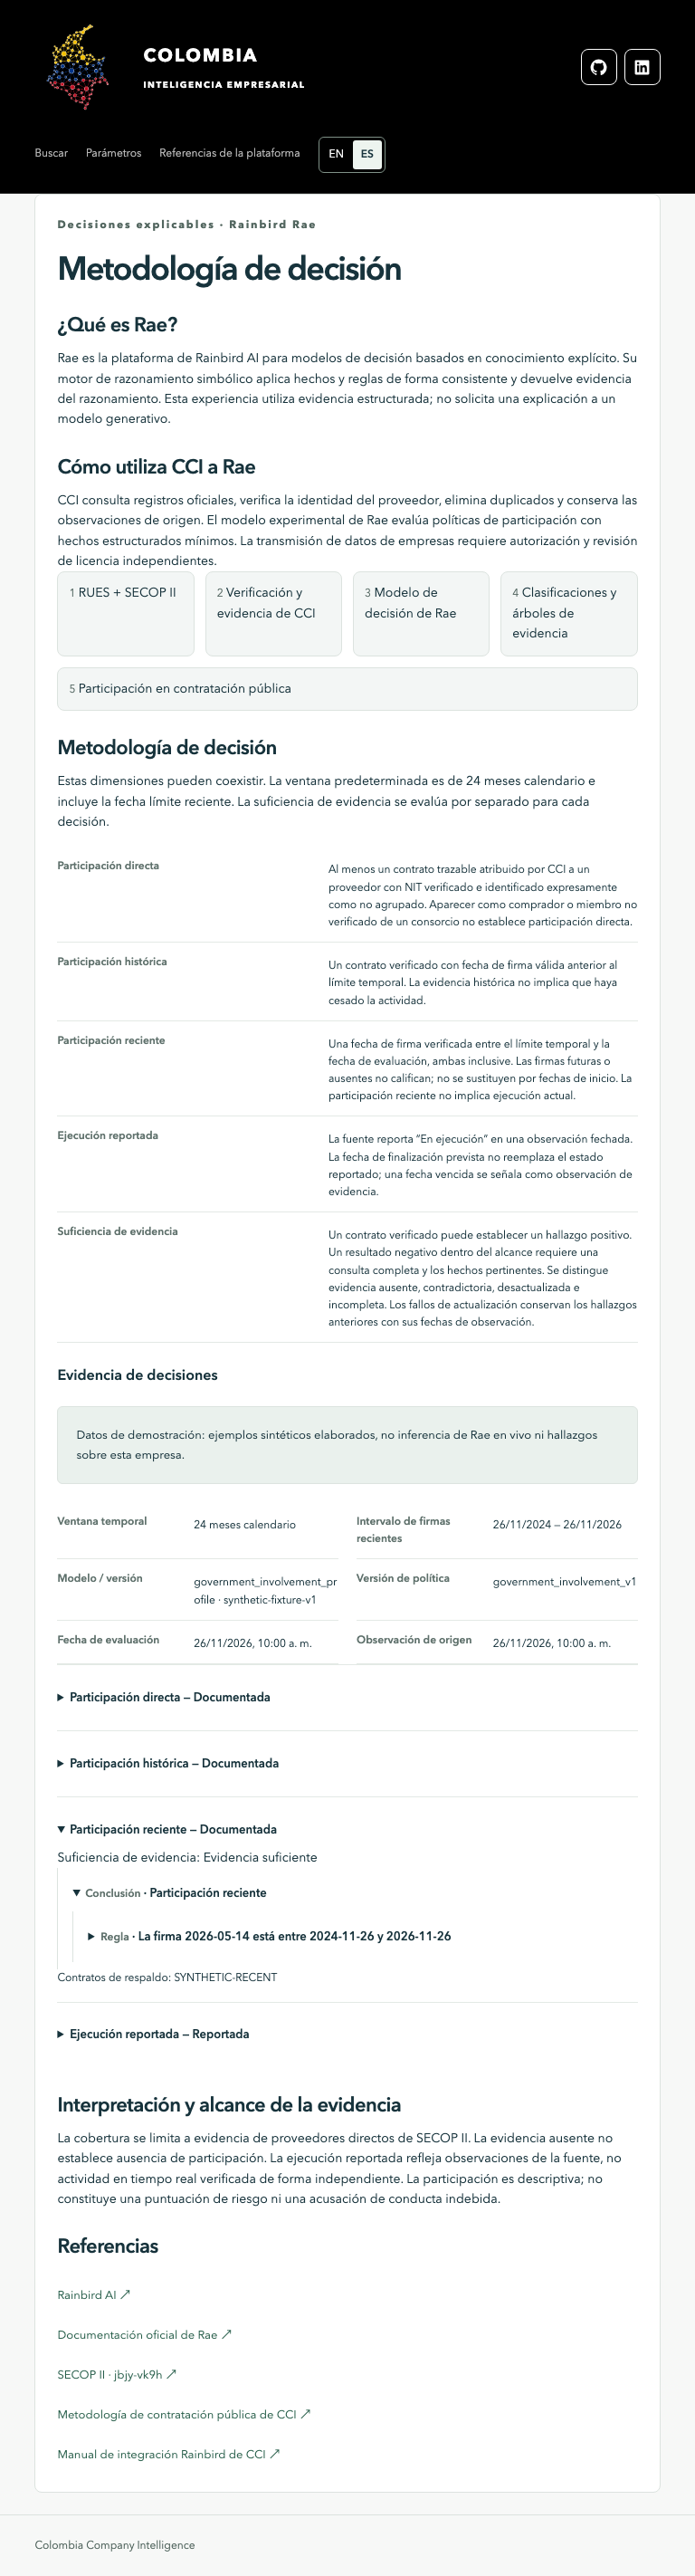 COLOMBIA
INTELIGENCIA EMPRESARIAL
Buscar Parámetros Referencias de la plataforma EN ES
Decisiones explicables · Rainbird Rae
Metodología de decisión
¿Qué es Rae?
Rae es la plataforma de Rainbird AI para modelos de decisión basados en conocimiento explícito. Su
motor de razonamiento simbólico aplica hechos y reglas de forma consistente y devuelve evidencia
del razonamiento. Esta experiencia utiliza evidencia estructurada; no solicita una explicación a un
modelo generativo.
Cómo utiliza CCI a Rae
CCI consulta registros oficiales, verifica la identidad del proveedor, elimina duplicados y conserva las
observaciones de origen. El modelo experimental de Rae evalúa políticas de participación con
hechos estructurados mínimos. La transmisión de datos de empresas requiere autorización y revisión
de licencia independientes.
1 RUES + SECOP II
2 Verificación y
evidencia de CCI
3 Modelo de
decisión de Rae
4 Clasificaciones y
árboles de
evidencia
5 Participación en contratación pública
Metodología de decisión
Estas dimensiones pueden coexistir. La ventana predeterminada es de 24 meses calendario e
incluye la fecha límite reciente. La suficiencia de evidencia se evalúa por separado para cada
decisión.
Participación directa
Al menos un contrato trazable atribuido por CCI a un
proveedor con NIT verificado e identificado expresamente
como no agrupado. Aparecer como comprador o miembro no
verificado de un consorcio no establece participación directa.
Participación histórica
Un contrato verificado con fecha de firma válida anterior al
límite temporal. La evidencia histórica no implica que haya
cesado la actividad.
Participación reciente
Una fecha de firma verificada entre el límite temporal y la
fecha de evaluación, ambas inclusive. Las firmas futuras o
ausentes no califican; no se sustituyen por fechas de inicio. La
participación reciente no implica ejecución actual.
Ejecución reportada
La fuente reporta “En ejecución” en una observación fechada.
La fecha de finalización prevista no reemplaza el estado
reportado; una fecha vencida se señala como observación de
evidencia.
Suficiencia de evidencia
Un contrato verificado puede establecer un hallazgo positivo.
Un resultado negativo dentro del alcance requiere una
consulta completa y los hechos pertinentes. Se distingue
evidencia ausente, contradictoria, desactualizada e
incompleta. Los fallos de actualización conservan los hallazgos
anteriores con sus fechas de observación.
Evidencia de decisiones
Datos de demostración: ejemplos sintéticos elaborados, no inferencia de Rae en vivo ni hallazgos
sobre esta empresa.
Ventana temporal
24 meses calendario
Intervalo de firmas
recientes
26/11/2024 – 26/11/2026
Modelo / versión
government_involvement_pr
ofile · synthetic-fixture-v1
Versión de política
government_involvement_v1
Fecha de evaluación
26/11/2026, 10:00 a. m.
Observación de origen
26/11/2026, 10:00 a. m.
▶ Participación directa – Documentada
▶ Participación histórica – Documentada
▼ Participación reciente – Documentada
Suficiencia de evidencia: Evidencia suficiente
▼ Conclusión · Participación reciente
▶ Regla · La firma 2026-05-14 está entre 2024-11-26 y 2026-11-26
Contratos de respaldo: SYNTHETIC-RECENT
▶ Ejecución reportada – Reportada
Interpretación y alcance de la evidencia
La cobertura se limita a evidencia de proveedores directos de SECOP II. La evidencia ausente no
establece ausencia de participación. La ejecución reportada refleja observaciones de la fuente, no
actividad en tiempo real verificada de forma independiente. La participación es descriptiva; no
constituye una puntuación de riesgo ni una acusación de conducta indebida.
Referencias
Rainbird AI ↗
Documentación oficial de Rae ↗
SECOP II · jbjy-vk9h ↗
Metodología de contratación pública de CCI ↗
Manual de integración Rainbird de CCI ↗
Colombia Company Intelligence